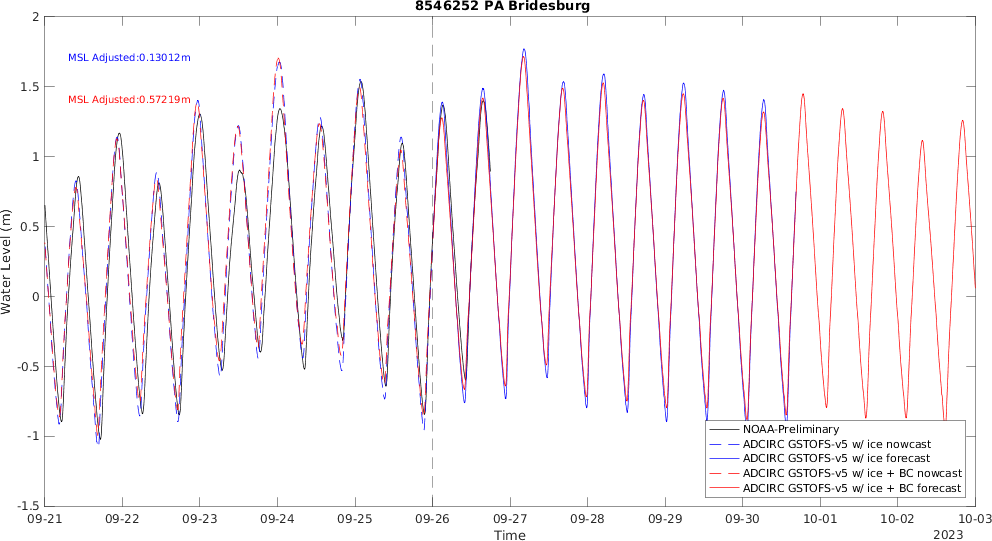 8546252 PA Bridesburg
MSL Adjusted:0.13012m
MSL Adjusted:0.57219m
Water Level (m)
2
1.5
1
0.5
0
-0.5
-1
-1.5
NOAA-Preliminary
ADCIRC GSTOFS-v5 w/ ice nowcast
ADCIRC GSTOFS-v5 w/ ice forecast
ADCIRC GSTOFS-v5 w/ ice + BC nowcast
ADCIRC GSTOFS-v5 w/ ice + BC forecast
09-21 09-22 09-23 09-24 09-25 09-26 09-27 09-28 09-29 09-30 10-01 10-02 10-03
Time
2023